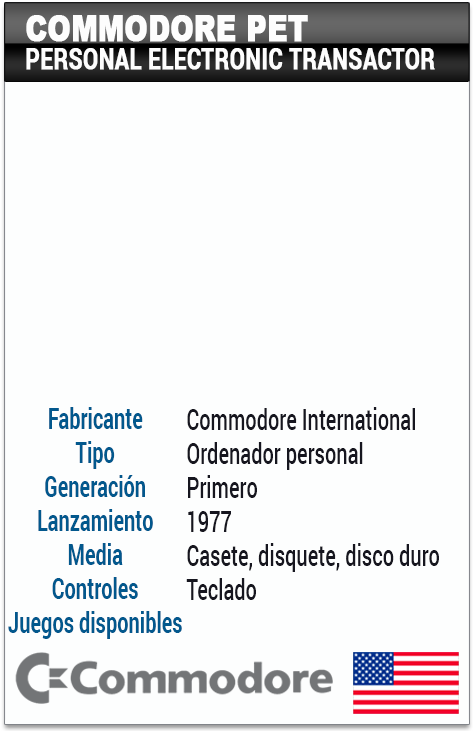 COMMODORE PET
PERSONAL ELECTRONIC TRANSACTOR
Fabricante Commodore International
Tipo Ordenador personal
Generación Primero
Lanzamiento 1977
Media Casete, disquete, disco duro
Controles Teclado
Juegos disponibles
Commodore